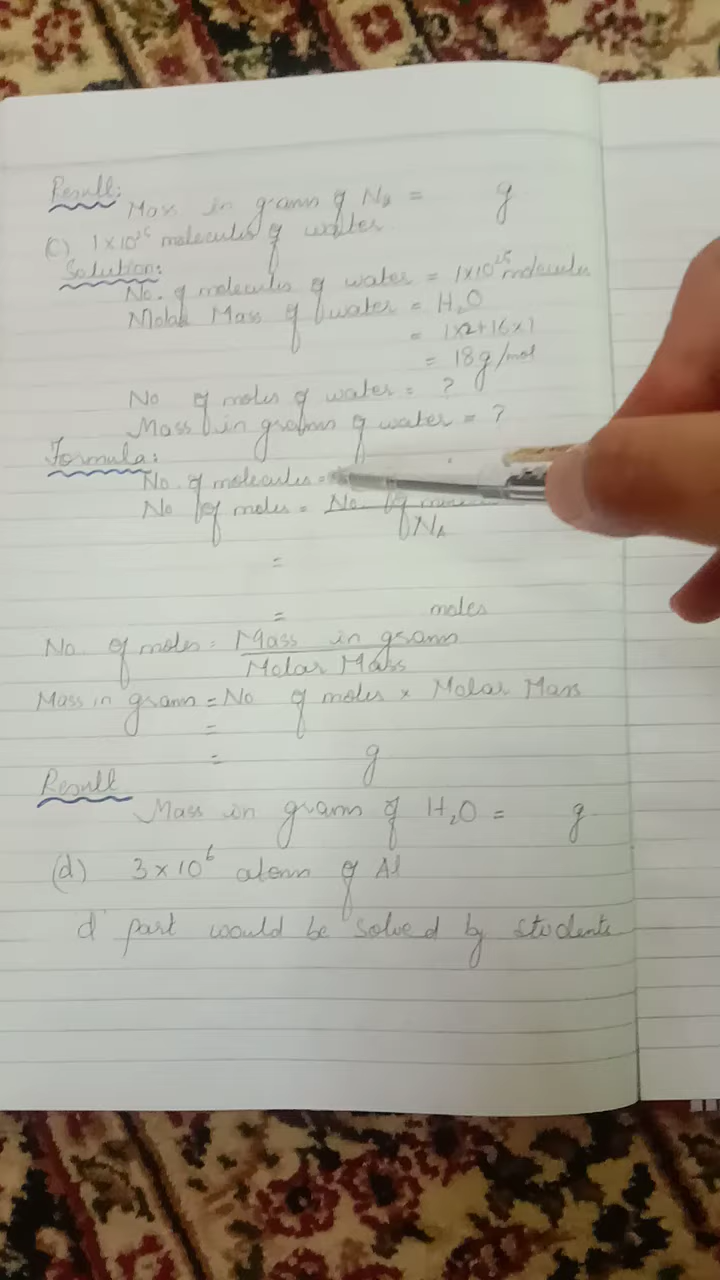 Result:
Mass in grams of N2 = g
(C) 1×10²⁵ molecules of water
Solution:
No. of molecules of water = 1×10²⁵ molecules
Molar Mass of water = H₂O
= 1×2+16×1
= 18g/mol
No of moles of water = ?
Mass in grams of water = ?
Formula:
No. of molecules =
No of moles = No. of
NA
=
= moles
No. of moles = Mass in grams
Molar Mass
Mass in grams = No of moles × Molar Mass
=
= g
Result
Mass in grams of H₂O = g
(d) 3×10⁶ atoms of Al
d part would be solved by students